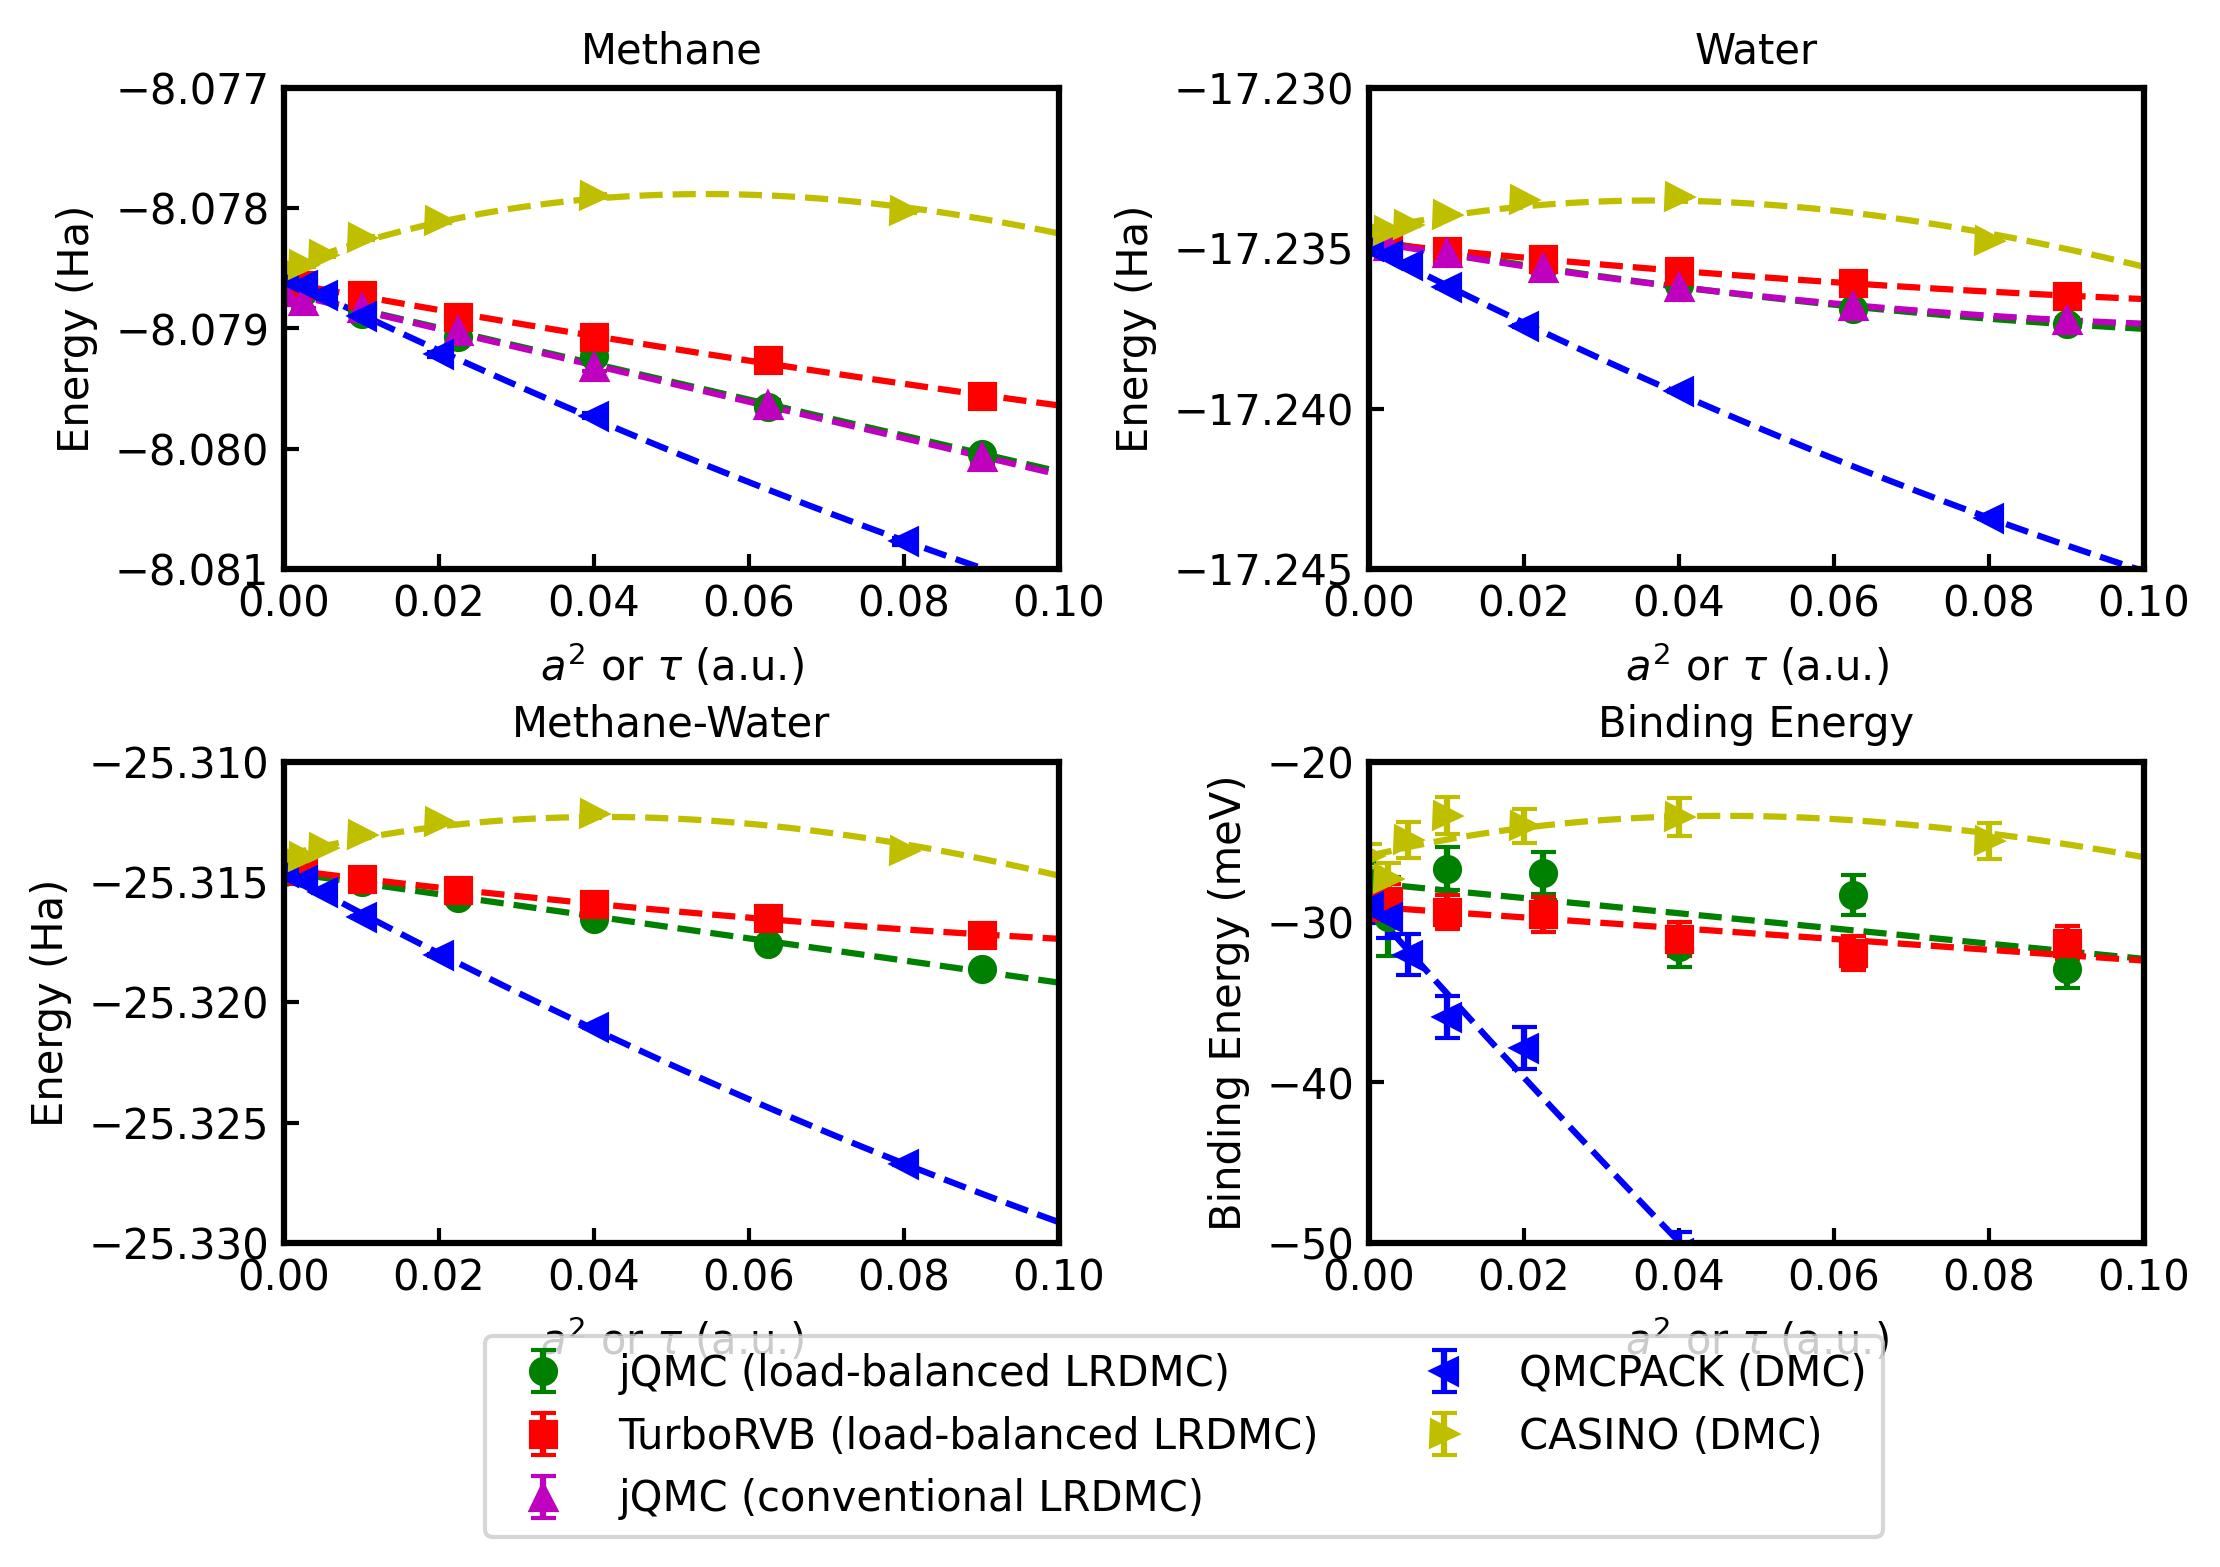 Methane
−8.077
−8.078
−8.079
−8.080
−8.081
Energy (Ha)
0.00 0.02 0.04 0.06 0.08 0.10
a² or τ (a.u.)
Water
−17.230
−17.235
−17.240
−17.245
Energy (Ha)
0.00 0.02 0.04 0.06 0.08 0.10
a² or τ (a.u.)
Methane-Water
−25.310
−25.315
−25.320
−25.325
−25.330
Energy (Ha)
0.00 0.02 0.04 0.06 0.08 0.10
a² or τ (a.u.)
Binding Energy
−20
−30
−40
−50
Binding Energy (meV)
0.00 0.02 0.04 0.06 0.08 0.10
a² or τ (a.u.)
jQMC (load-balanced LRDMC)
TurboRVB (load-balanced LRDMC)
jQMC (conventional LRDMC)
QMCPACK (DMC)
CASINO (DMC)